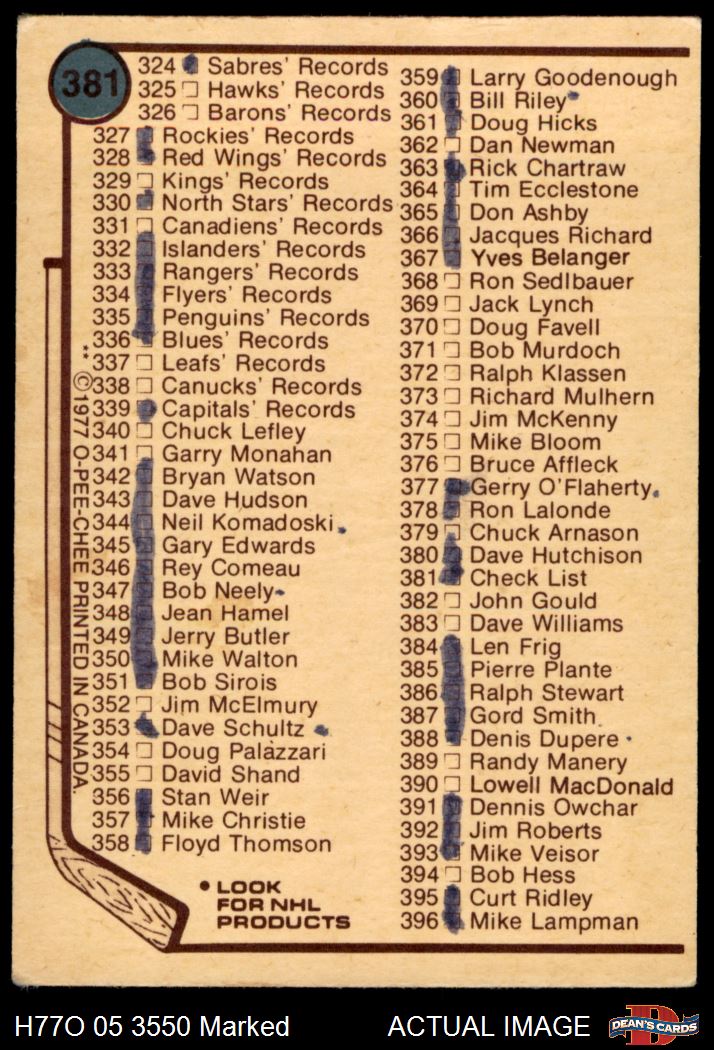 381
324 Sabres' Records
325 Hawks' Records
326 Barons' Records
327 Rockies' Records
328 Red Wings' Records
329 Kings' Records
330 North Stars' Records
331 Canadiens' Records
332 Islanders' Records
333 Rangers' Records
334 Flyers' Records
335 Penguins' Records
336 Blues' Records
337 Leafs' Records
338 Canucks' Records
339 Capitals' Records
340 Chuck Lefley
341 Garry Monahan
342 Bryan Watson
343 Dave Hudson
344 Neil Komadoski
345 Gary Edwards
346 Rey Comeau
347 Bob Neely
348 Jean Hamel
349 Jerry Butler
350 Mike Walton
351 Bob Sirois
352 Jim McElmury
353 Dave Schultz
354 Doug Palazzari
355 David Shand
356 Stan Weir
357 Mike Christie
358 Floyd Thomson
359 Larry Goodenough
360 Bill Riley
361 Doug Hicks
362 Dan Newman
363 Rick Chartraw
364 Tim Ecclestone
365 Don Ashby
366 Jacques Richard
367 Yves Belanger
368 Ron Sedlbauer
369 Jack Lynch
370 Doug Favell
371 Bob Murdoch
372 Ralph Klassen
373 Richard Mulhern
374 Jim McKenny
375 Mike Bloom
376 Bruce Affleck
377 Gerry O'Flaherty
378 Ron Lalonde
379 Chuck Arnason
380 Dave Hutchison
381 Check List
382 John Gould
383 Dave Williams
384 Len Frig
385 Pierre Plante
386 Ralph Stewart
387 Gord Smith
388 Denis Dupere
389 Randy Manery
390 Lowell MacDonald
391 Dennis Owchar
392 Jim Roberts
393 Mike Veisor
394 Bob Hess
395 Curt Ridley
396 Mike Lampman
** © 1977 O-PEE-CHEE PRINTED IN CANADA.
• LOOK
FOR NHL
PRODUCTS
H77O 05 3550 Marked
ACTUAL IMAGE
D
DEAN'S CARDS